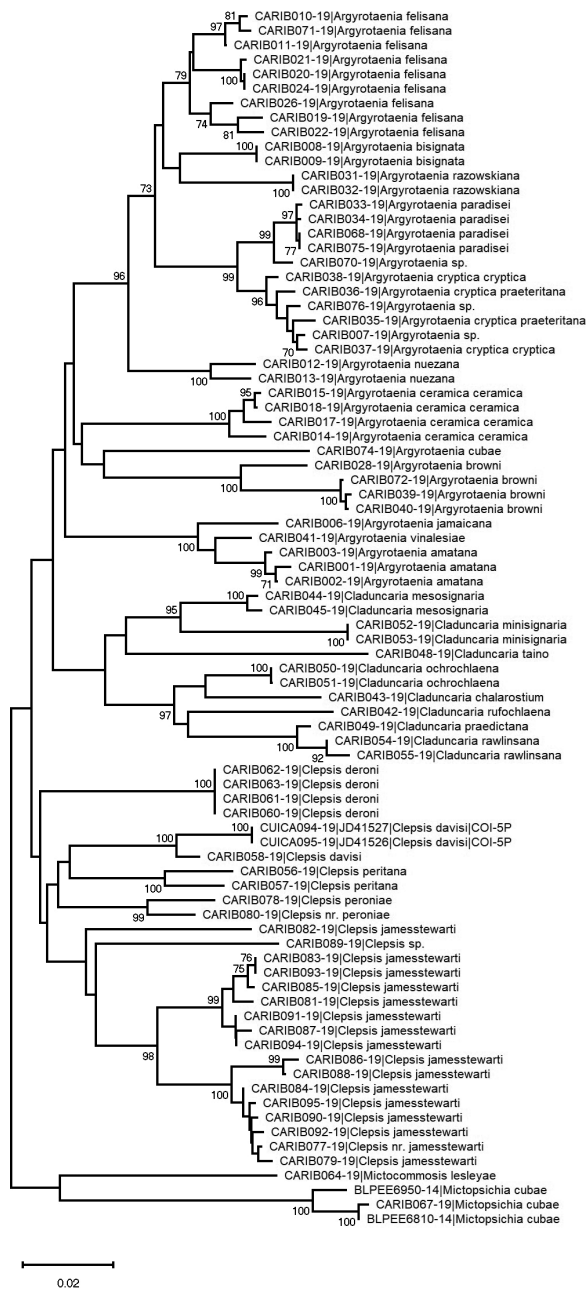 81
CARIB010-19|Argyrotaenia felisana
97
CARIB071-19|Argyrotaenia felisana
CARIB011-19|Argyrotaenia felisana
CARIB021-19|Argyrotaenia felisana
79
CARIB020-19|Argyrotaenia felisana
100
CARIB024-19|Argyrotaenia felisana
CARIB026-19|Argyrotaenia felisana
74
CARIB019-19|Argyrotaenia felisana
81
CARIB022-19|Argyrotaenia felisana
100
CARIB008-19|Argyrotaenia bisignata
CARIB009-19|Argyrotaenia bisignata
CARIB031-19|Argyrotaenia razowskiana
73
100
CARIB032-19|Argyrotaenia razowskiana
CARIB033-19|Argyrotaenia paradisei
97
CARIB034-19|Argyrotaenia paradisei
99
CARIB068-19|Argyrotaenia paradisei
77
CARIB075-19|Argyrotaenia paradisei
CARIB070-19|Argyrotaenia sp.
96
99
CARIB038-19|Argyrotaenia cryptica cryptica
CARIB036-19|Argyrotaenia cryptica praeteritana
96
CARIB076-19|Argyrotaenia sp.
CARIB035-19|Argyrotaenia cryptica praeteritana
CARIB007-19|Argyrotaenia sp.
70
CARIB037-19|Argyrotaenia cryptica cryptica
CARIB012-19|Argyrotaenia nuezana
100
CARIB013-19|Argyrotaenia nuezana
95
CARIB015-19|Argyrotaenia ceramica ceramica
CARIB018-19|Argyrotaenia ceramica ceramica
100
CARIB017-19|Argyrotaenia ceramica ceramica
CARIB014-19|Argyrotaenia ceramica ceramica
CARIB074-19|Argyrotaenia cubae
CARIB028-19|Argyrotaenia browni
100
CARIB072-19|Argyrotaenia browni
100
CARIB039-19|Argyrotaenia browni
CARIB040-19|Argyrotaenia browni
CARIB006-19|Argyrotaenia jamaicana
100
CARIB041-19|Argyrotaenia vinalesiae
CARIB003-19|Argyrotaenia amatana
99
CARIB001-19|Argyrotaenia amatana
71
CARIB002-19|Argyrotaenia amatana
100
CARIB044-19|Claduncaria mesosignaria
95
CARIB045-19|Claduncaria mesosignaria
CARIB052-19|Claduncaria minisignaria
100
CARIB053-19|Claduncaria minisignaria
CARIB048-19|Claduncaria taino
100
CARIB050-19|Claduncaria ochrochlaena
CARIB051-19|Claduncaria ochrochlaena
CARIB043-19|Claduncaria chalarostium
97
CARIB042-19|Claduncaria rufochlaena
CARIB049-19|Claduncaria praedictana
100
CARIB054-19|Claduncaria rawlinsana
92
CARIB055-19|Claduncaria rawlinsana
CARIB062-19|Clepsis deroni
100
CARIB063-19|Clepsis deroni
CARIB061-19|Clepsis deroni
CARIB060-19|Clepsis deroni
100
CUICA094-19|JD41527|Clepsis davisi|COI-5P
100
CUICA095-19|JD41526|Clepsis davisi|COI-5P
CARIB058-19|Clepsis davisi
CARIB056-19|Clepsis peritana
100
CARIB057-19|Clepsis peritana
CARIB078-19|Clepsis peroniae
99
CARIB080-19|Clepsis nr. peroniae
CARIB082-19|Clepsis jamesstewarti
CARIB089-19|Clepsis sp.
76
CARIB083-19|Clepsis jamesstewarti
75
CARIB093-19|Clepsis jamesstewarti
CARIB085-19|Clepsis jamesstewarti
99
CARIB081-19|Clepsis jamesstewarti
CARIB091-19|Clepsis jamesstewarti
CARIB087-19|Clepsis jamesstewarti
98
CARIB094-19|Clepsis jamesstewarti
99
CARIB086-19|Clepsis jamesstewarti
CARIB088-19|Clepsis jamesstewarti
100
CARIB084-19|Clepsis jamesstewarti
CARIB095-19|Clepsis jamesstewarti
CARIB090-19|Clepsis jamesstewarti
CARIB092-19|Clepsis jamesstewarti
CARIB077-19|Clepsis nr. jamesstewarti
CARIB079-19|Clepsis jamesstewarti
CARIB064-19|Mictocommosis lesleyae
BLPEE6950-14|Mictopsichia cubae
100
CARIB067-19|Mictopsichia cubae
100
BLPEE6810-14|Mictopsichia cubae
0.02